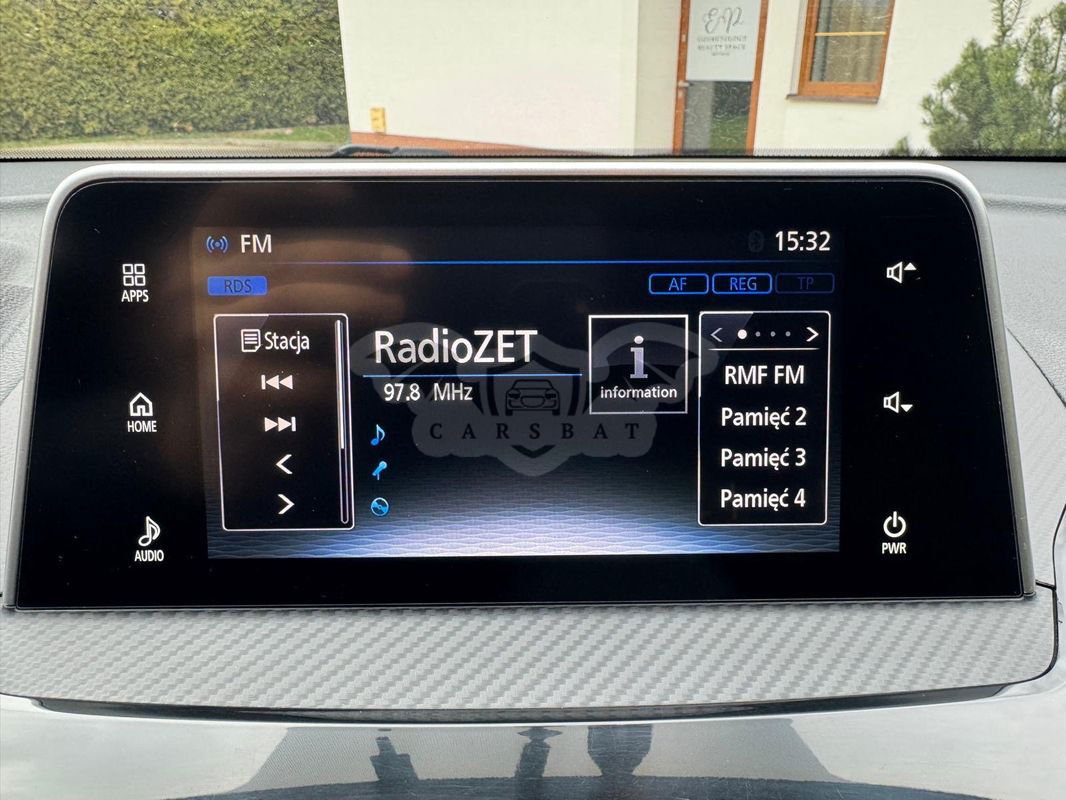 FM
15:32
RDS
AF
REG
TP
APPS
HOME
AUDIO
Stacja
RadioZET
97.8 MHz
information
RMF FM
Pamięć 2
Pamięć 3
Pamięć 4
PWR
CARSBAT